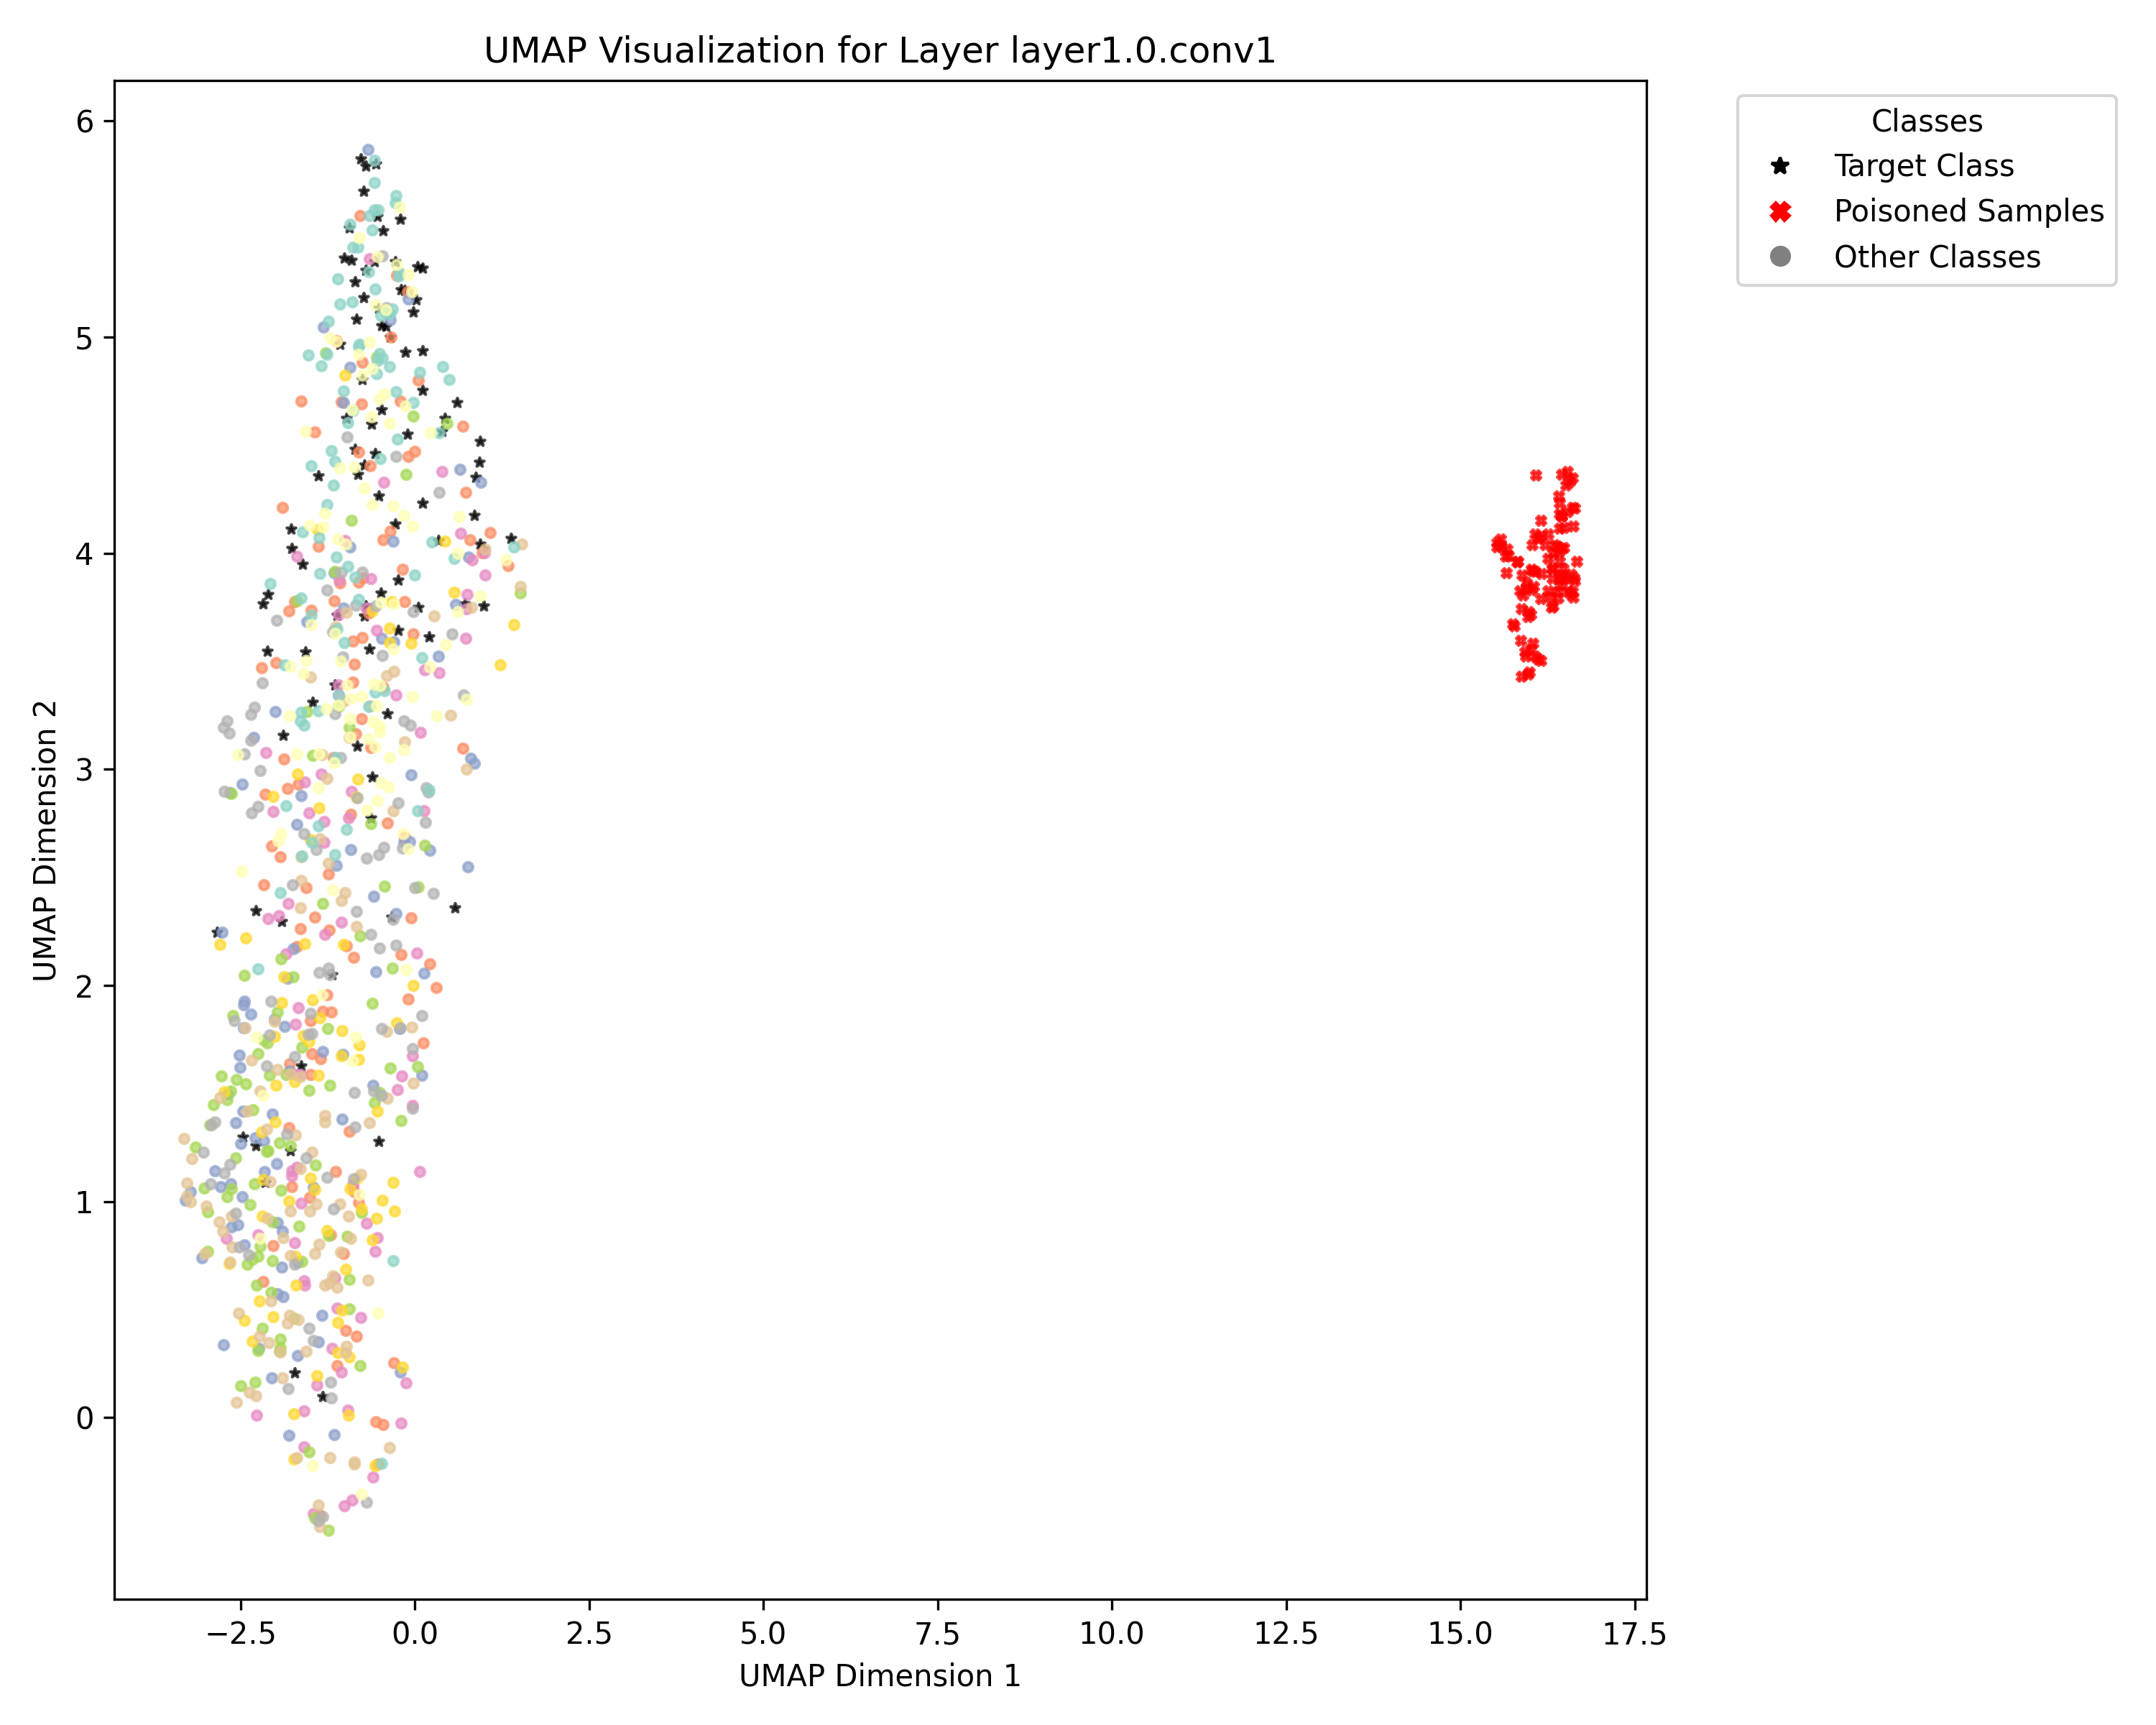 UMAP Visualization for Layer layer1.0.conv1
Classes
Target Class
Poisoned Samples
Other Classes
UMAP Dimension 2
6
5
4
3
2
1
0
−2.5 0.0 2.5 5.0 7.5 10.0 12.5 15.0 17.5
UMAP Dimension 1